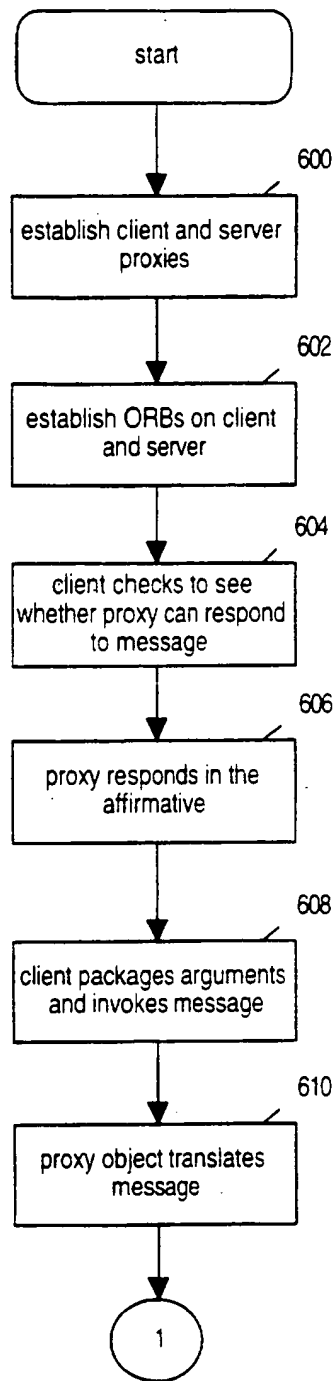 start
600
establish client and server
proxies
602
establish ORBs on client
and server
604
client checks to see
whether proxy can respond
to message
606
proxy responds in the
affirmative
608
client packages arguments
and invokes message
610
proxy object translates
message
1